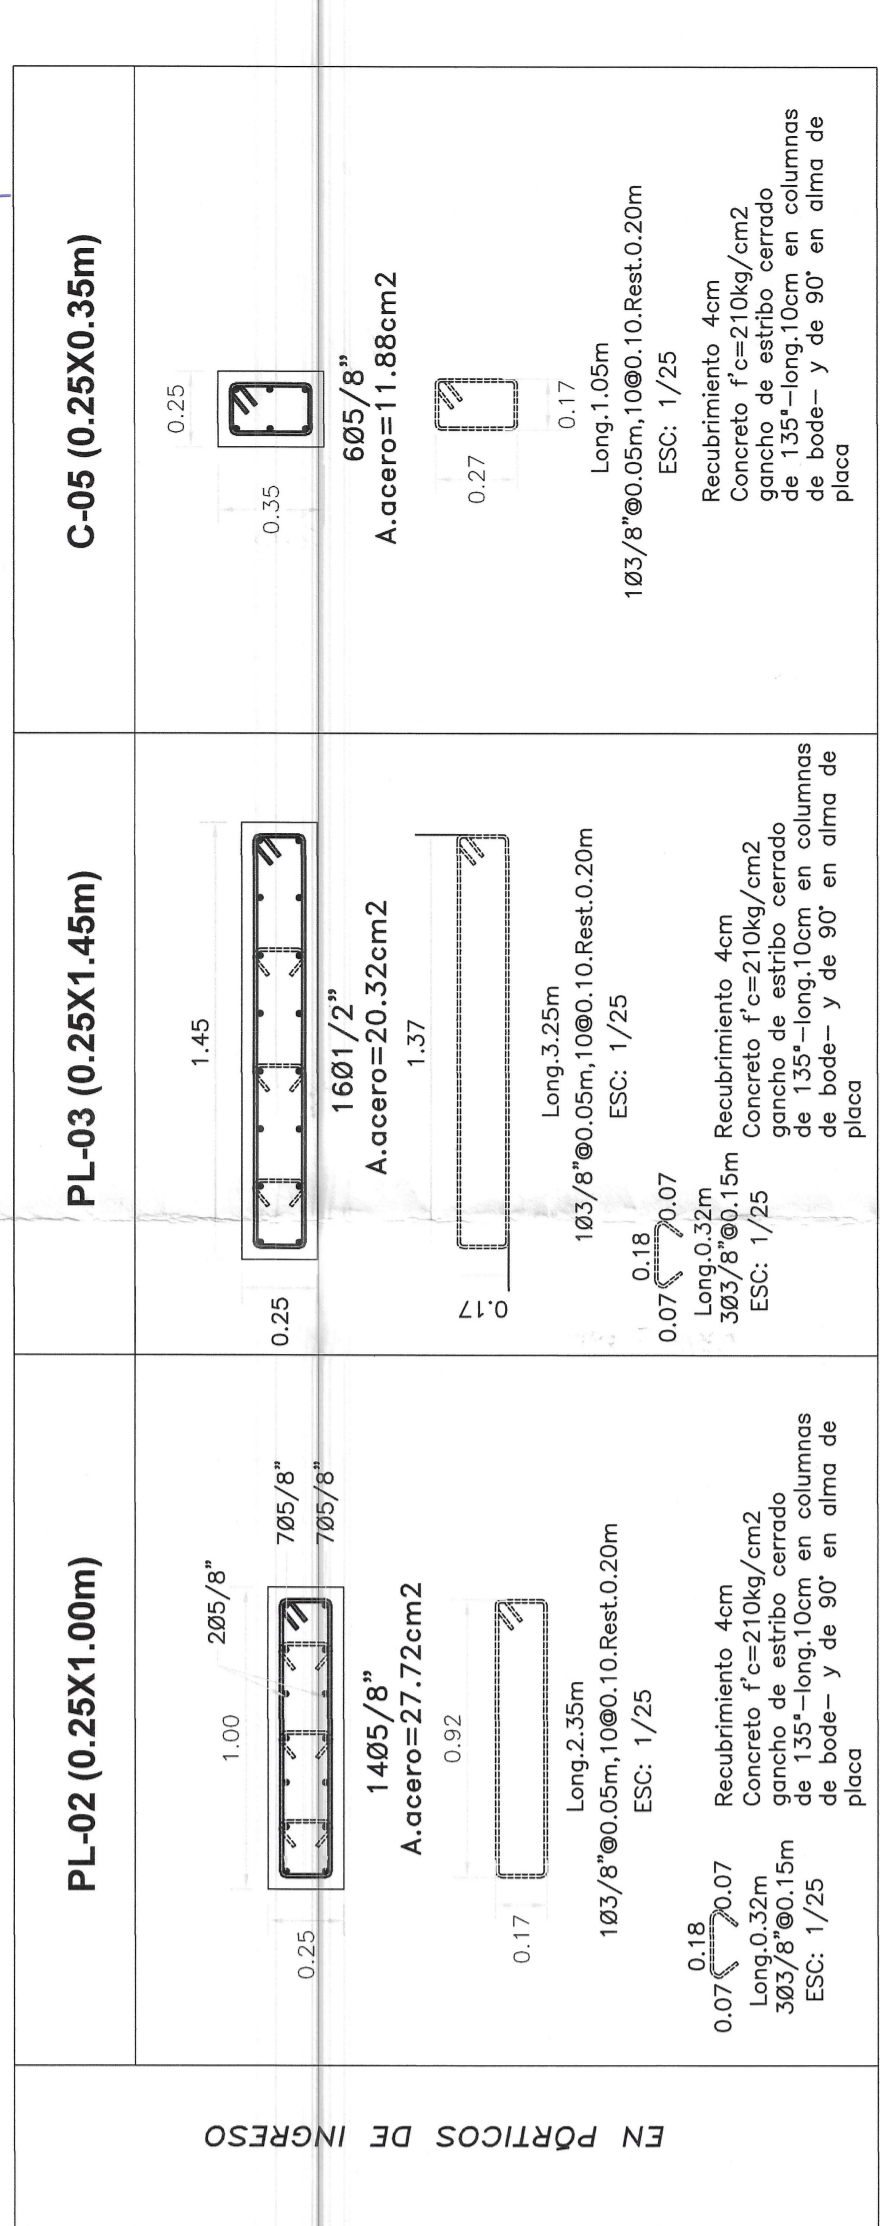 EN PÓRTICOS DE INGRESO
PL-02 (0.25X1.00m)
1.00
2Ø5/8"
7Ø5/8"
7Ø5/8"
0.25
14Ø5/8"
A.acero=27.72cm2
0.92
0.17
Long.2.35m
1Ø3/8"@0.05m,10@0.10.Rest.0.20m
ESC: 1/25
0.18
0.07
0.07
Long.0.32m
3Ø3/8"@0.15m
ESC: 1/25
Recubrimiento 4cm
Concreto f'c=210kg/cm2
gancho de estribo cerrado
de 135ª-long.10cm en columnas
de bode- y de 90° en alma de
placa
PL-03 (0.25X1.45m)
1.45
0.25
16Ø1/2"
A.acero=20.32cm2
1.37
0.17
Long.3.25m
1Ø3/8"@0.05m,10@0.10.Rest.0.20m
ESC: 1/25
0.18
0.07
0.07
Long.0.32m
3Ø3/8"@0.15m
ESC: 1/25
Recubrimiento 4cm
Concreto f'c=210kg/cm2
gancho de estribo cerrado
de 135ª-long.10cm en columnas
de bode- y de 90° en alma de
placa
C-05 (0.25X0.35m)
0.25
0.35
6Ø5/8"
A.acero=11.88cm2
0.27
0.17
Long.1.05m
1Ø3/8"@0.05m,10@0.10.Rest.0.20m
ESC: 1/25
Recubrimiento 4cm
Concreto f'c=210kg/cm2
gancho de estribo cerrado
de 135ª-long.10cm en columnas
de bode- y de 90° en alma de
placa